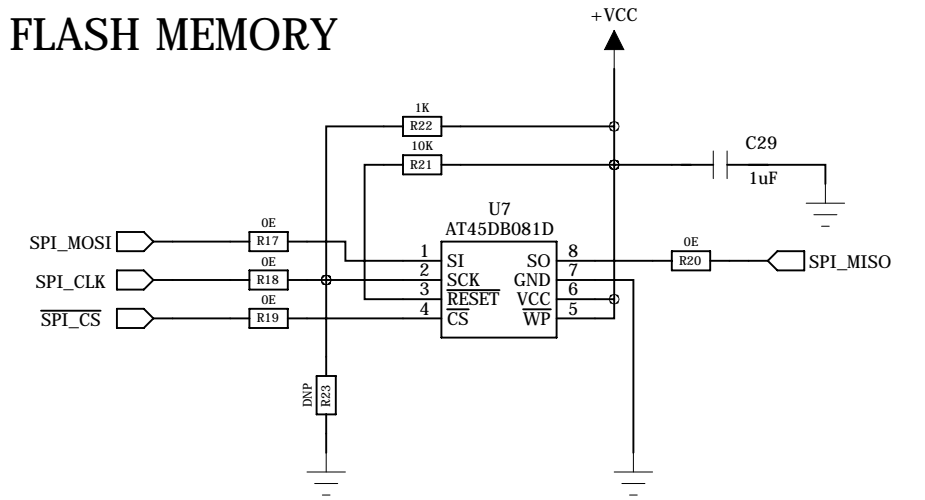 FLASH MEMORY
+VCC
1K
R22
10K
R21
C29
1uF
U7
AT45DB081D
SPI_MOSI
0E
R17
1 SI
SO 8
0E
R20
SPI_MISO
SPI_CLK
0E
R18
2 SCK
GND 7
3 RESET
VCC 6
SPI_CS
0E
R19
4 CS
WP 5
DNP
R23